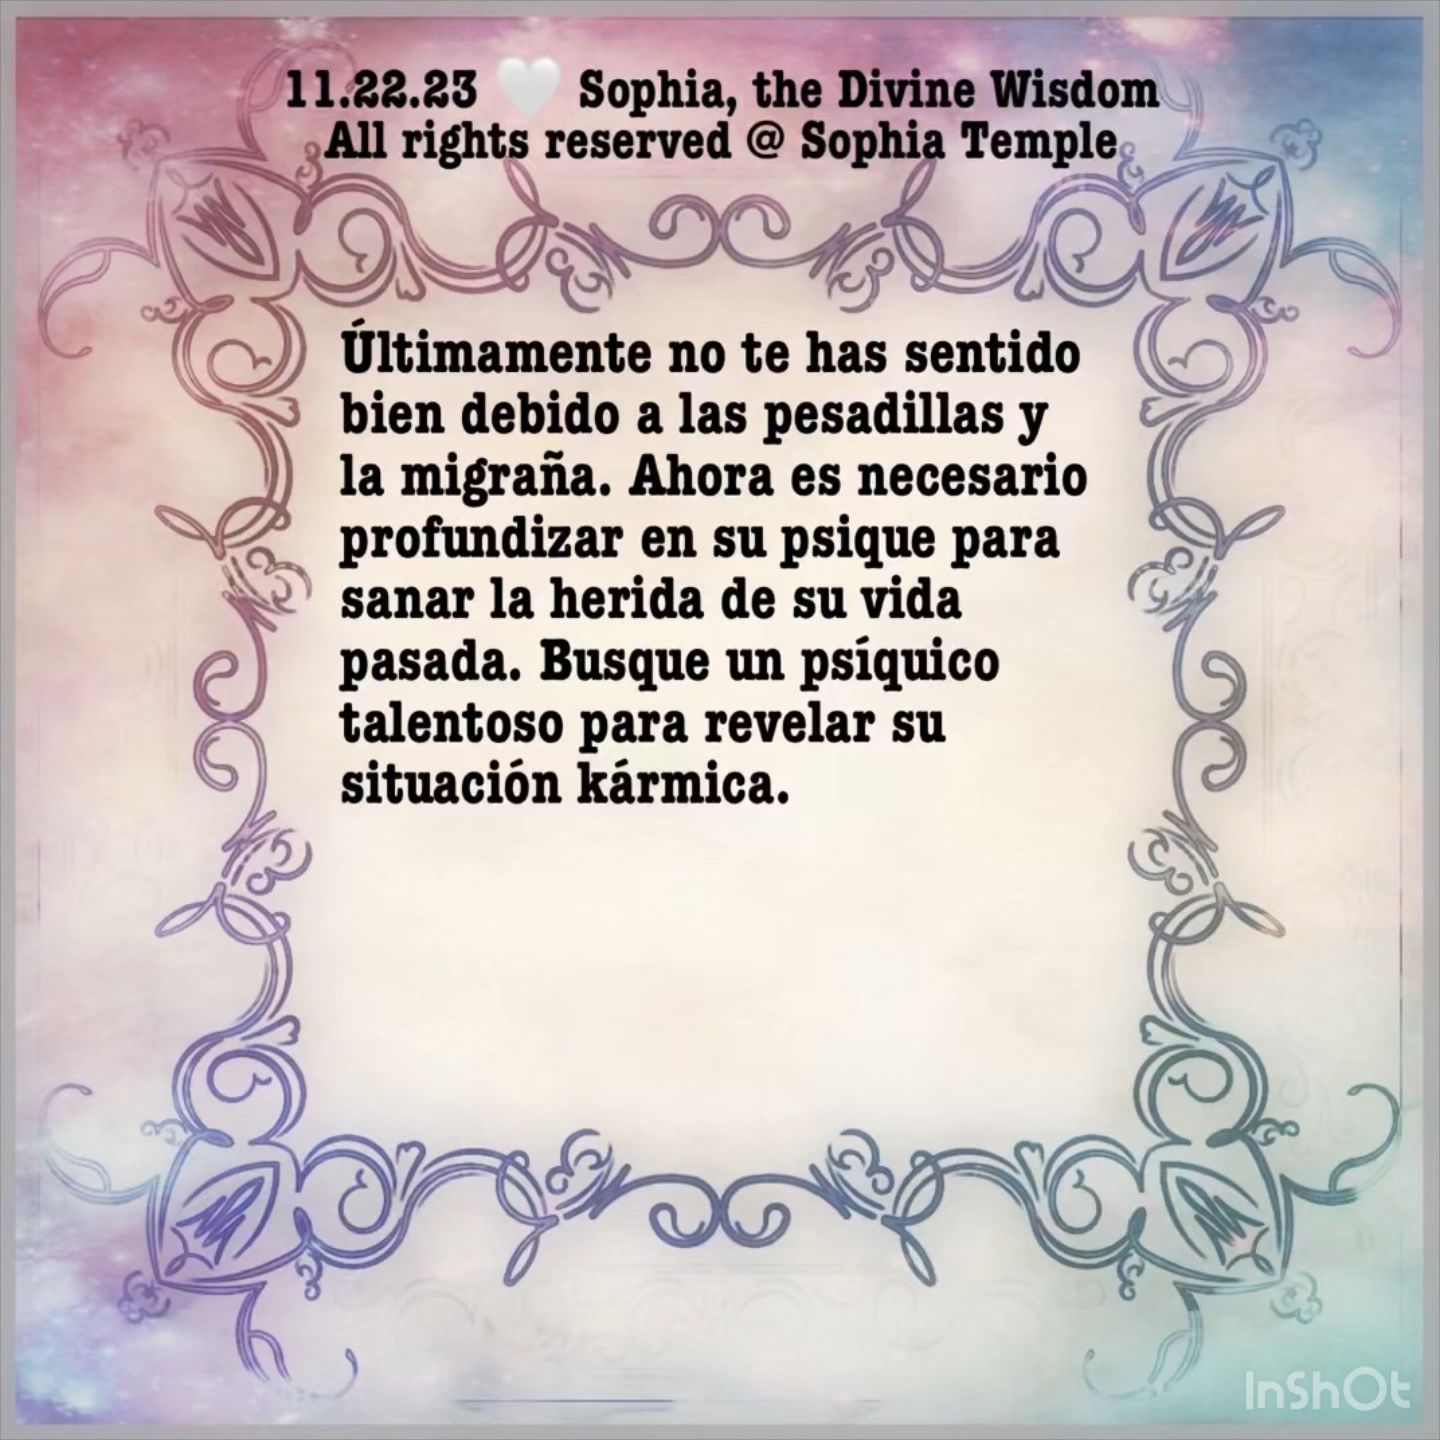 11.22.23 🤍 Sophia, the Divine Wisdom
All rights reserved @ Sophia Temple
Últimamente no te has sentido
bien debido a las pesadillas y
la migraña. Ahora es necesario
profundizar en su psique para
sanar la herida de su vida
pasada. Busque un psíquico
talentoso para revelar su
situación kármica.
InShOt